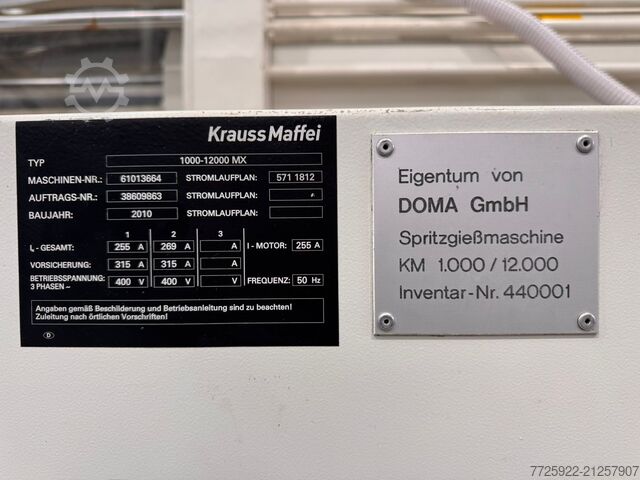 Krauss Maffei
TYP 1000-12000 MX
MASCHINEN-NR.: 61013664 STROMLAUFPLAN: 571 1812
AUFTRAGS-NR.: 38609863 STROMLAUFPLAN:
BAUJAHR: 2010 STROMLAUFPLAN:
1 2 3
I₁ - GESAMT: 255 A 269 A A I - MOTOR: 255 A
VORSICHERUNG: 315 A 315 A A
BETRIEBSSPANNUNG: 3 PHASEN ~ 400 V 400 V V FREQUENZ: 50 Hz
Angaben gemäß Beschilderung und Betriebsanleitung sind zu beachten!
Zuleitung nach örtlichen Vorschriften!
D
Eigentum von
DOMA GmbH
Spritzgießmaschine
KM 1.000 / 12.000
Inventar-Nr. 440001
7725922-21257907